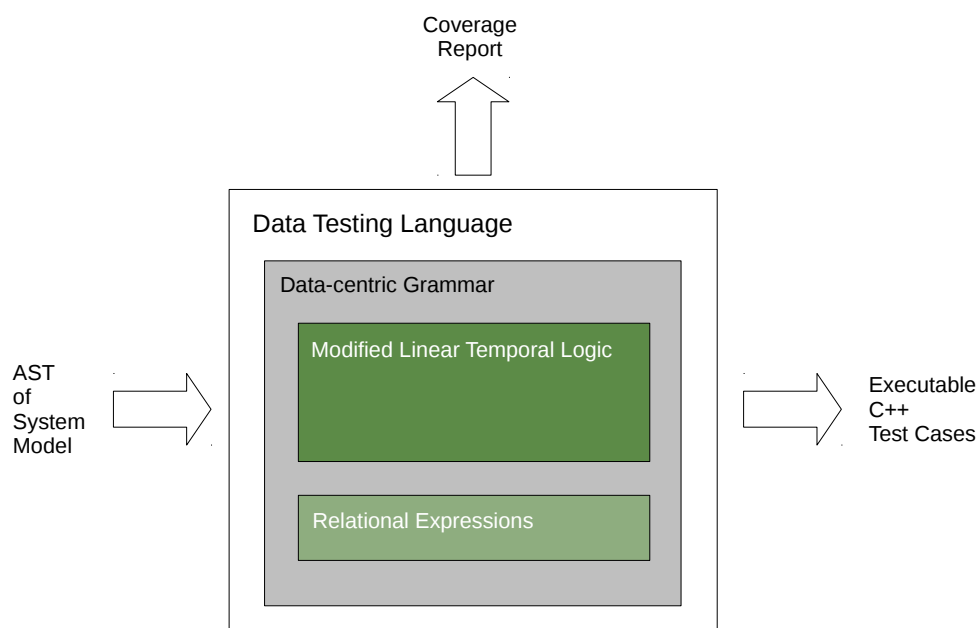 Coverage
Report
Data Testing Language
Data-centric Grammar
Modified Linear Temporal Logic
AST
of
System
Model
Executable
C++
Test Cases
Relational Expressions